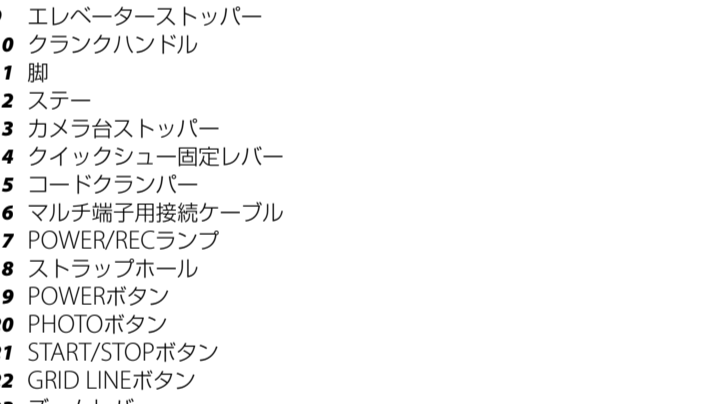 エレベーターストッパー
0 クランクハンドル
1 脚
2 ステー
3 カメラ台ストッパー
4 クイックシュー固定レバー
5 コードクランパー
6 マルチ端子用接続ケーブル
7 POWER/RECランプ
8 ストラップホール
9 POWERボタン
20 PHOTOボタン
21 START/STOPボタン
22 GRID LINEボタン